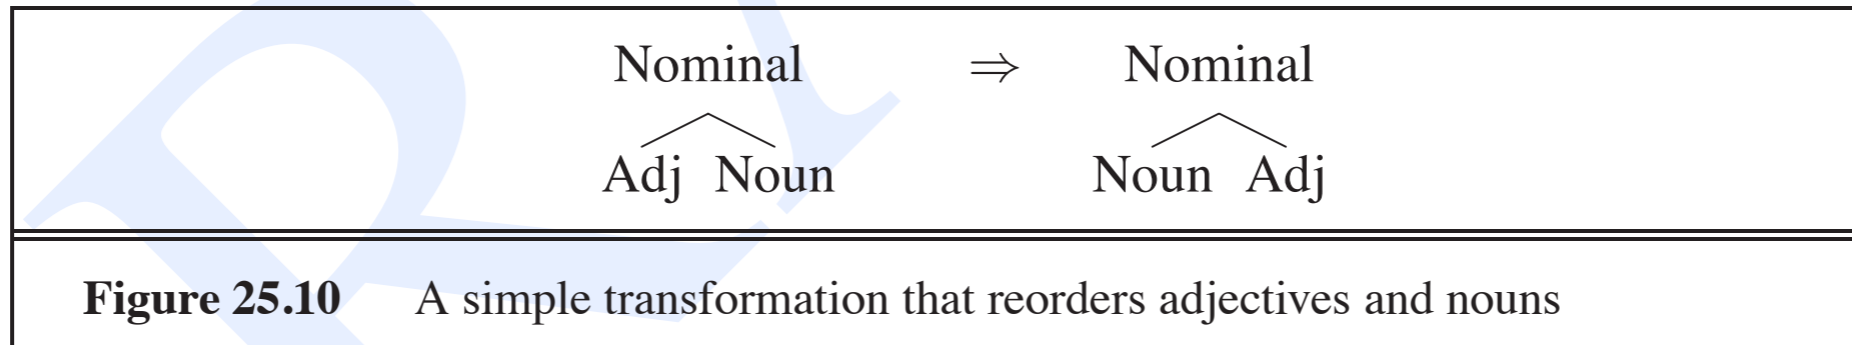 Nominal ⇒ Nominal
Adj Noun Noun Adj
Figure 25.10 A simple transformation that reorders adjectives and nouns